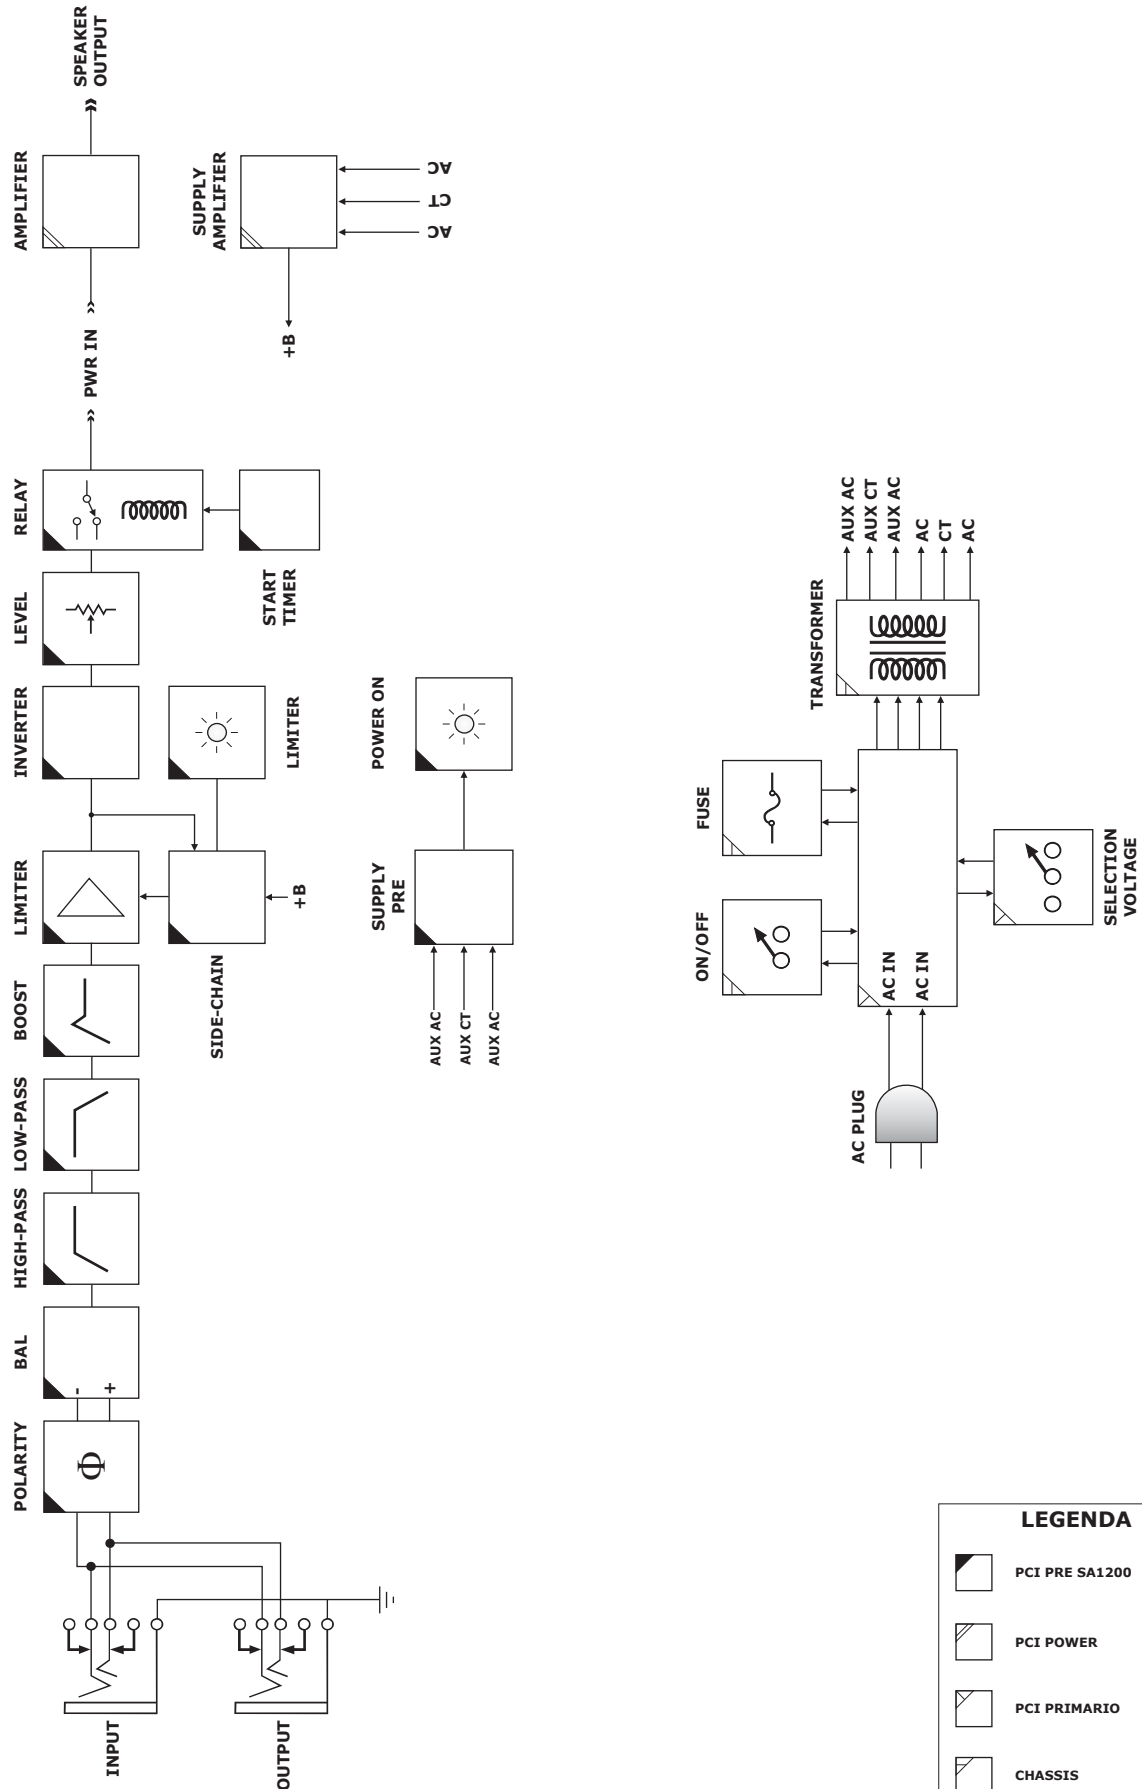 INPUT
OUTPUT
POLARITY
Φ
BAL
-
+
HIGH-PASS
LOW-PASS
BOOST
LIMITER
INVERTER
LEVEL
RELAY
PWR IN
AMPLIFIER
SPEAKER
OUTPUT
SIDE-CHAIN
+B
LIMITER
START
TIMER
SUPPLY
AMPLIFIER
+B
AC
CT
AC
AUX AC
AUX CT
AUX AC
SUPPLY
PRE
POWER ON
AC PLUG
AC IN
AC IN
ON/OFF
FUSE
SELECTION
VOLTAGE
TRANSFORMER
AUX AC
AUX CT
AUX AC
AC
CT
AC
LEGENDA
PCI PRE SA1200
PCI POWER
PCI PRIMARIO
CHASSIS